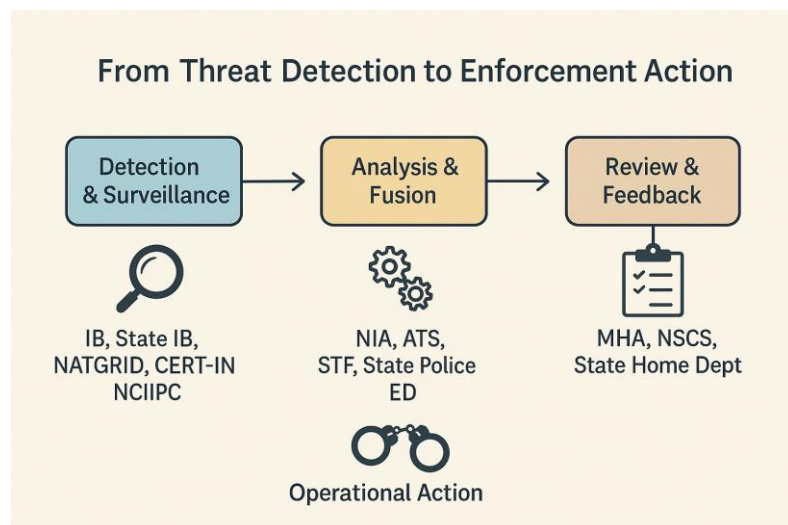 From Threat Detection to Enforcement Action
Detection
& Surveillance
Analysis &
Fusion
Review &
Feedback
IB, State IB,
NATGRID, CERT-IN
NCIIPC
NIA, ATS,
STF, State Police
ED
MHA, NSCS,
State Home Dept
Operational Action